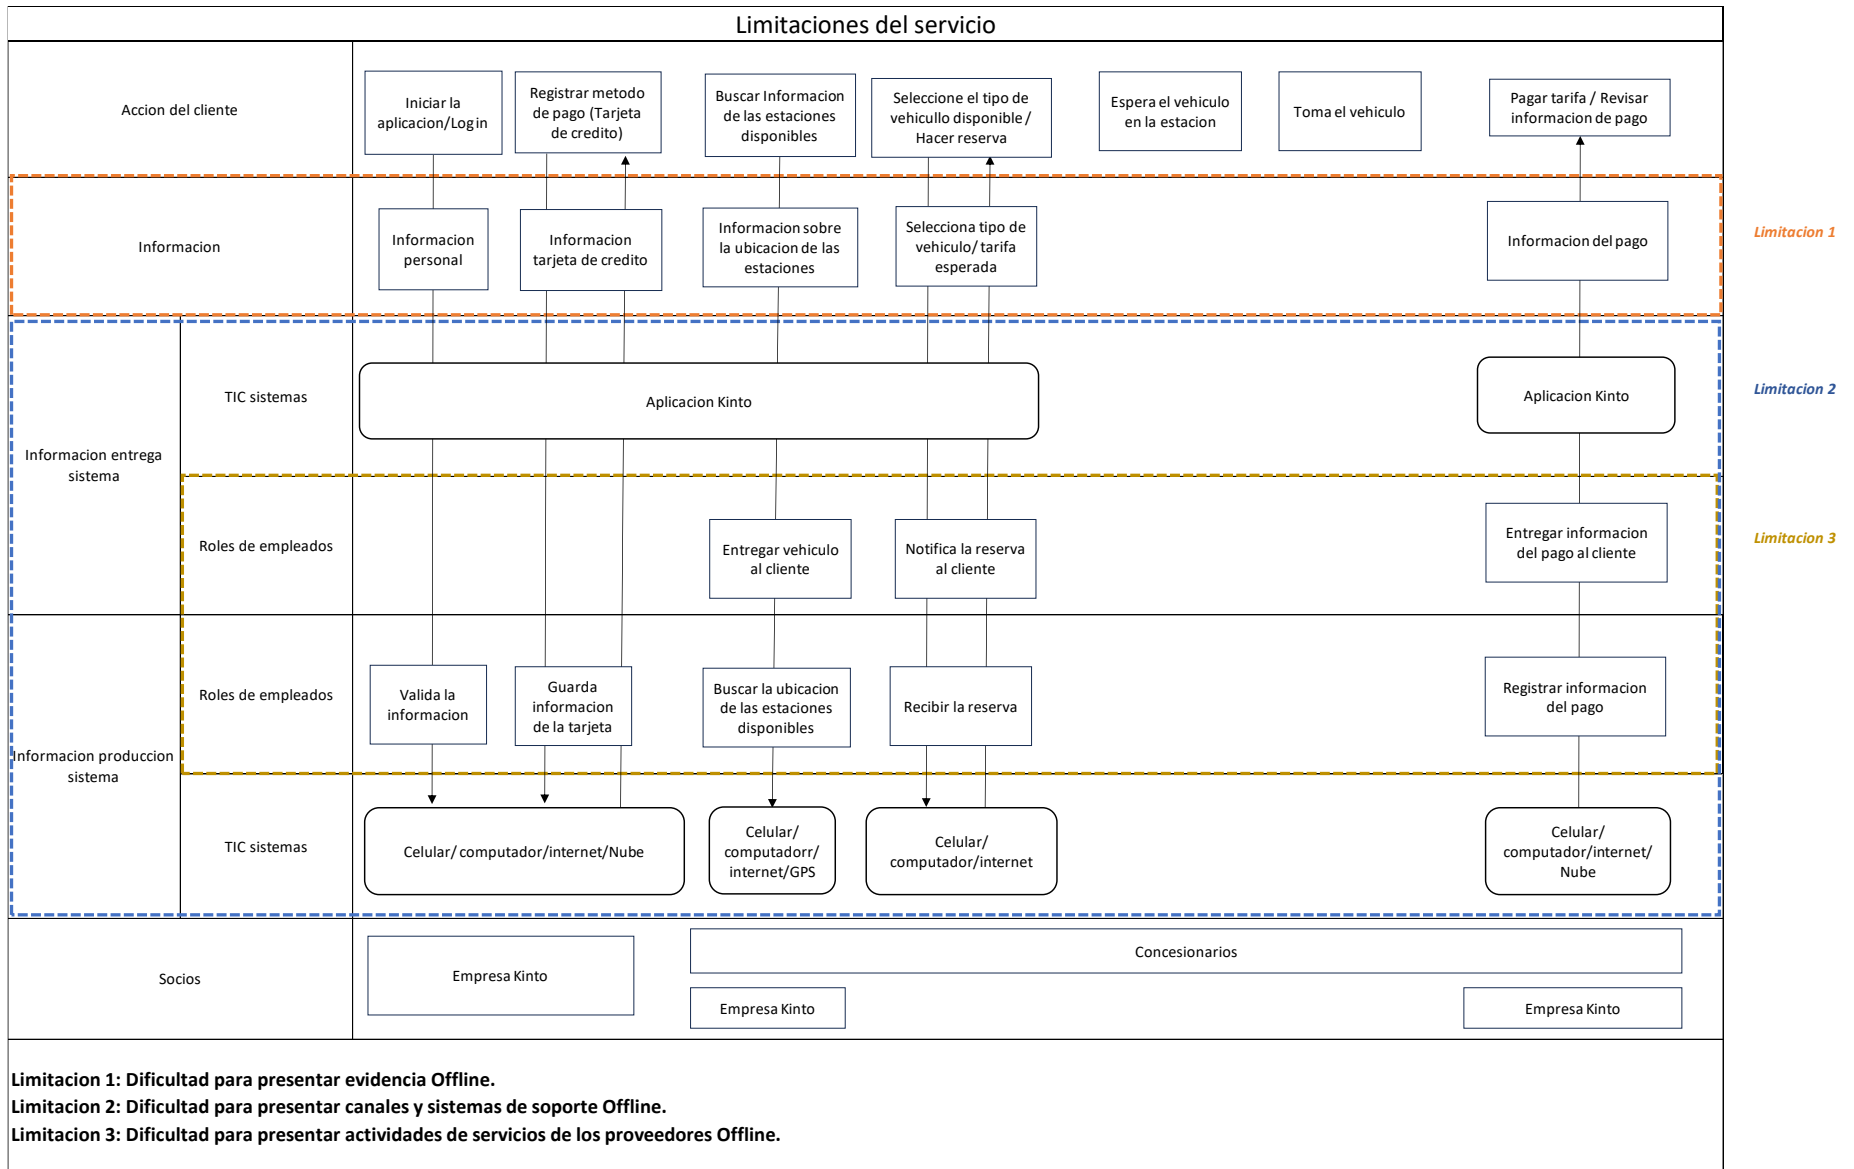 Limitaciones del servicio
Accion del cliente
Iniciar la
aplicacion/Log in
Registrar metodo
de pago (Tarjeta
de credito)
Buscar Informacion
de las estaciones
disponibles
Seleccione el tipo de
vehicullo disponible /
Hacer reserva
Espera el vehiculo
en la estacion
Toma el vehiculo
Pagar tarifa / Revisar
informacion de pago
Informacion
Informacion
personal
Informacion
tarjeta de credito
Informacion sobre
la ubicacion de las
estaciones
Selecciona tipo de
vehiculo/ tarifa
esperada
Informacion del pago
Limitacion 1
Informacion entrega
sistema
TIC sistemas
Aplicacion Kinto
Aplicacion Kinto
Limitacion 2
Roles de empleados
Entregar vehiculo
al cliente
Notifica la reserva
al cliente
Entregar informacion
del pago al cliente
Limitacion 3
Informacion produccion
sistema
Roles de empleados
Valida la
informacion
Guarda
informacion
de la tarjeta
Buscar la ubicacion
de las estaciones
disponibles
Recibir la reserva
Registrar informacion
del pago
TIC sistemas
Celular/ computador/internet/Nube
Celular/
computadorr/
internet/GPS
Celular/
computador/internet
Celular/
computador/internet/
Nube
Socios
Empresa Kinto
Concesionarios
Empresa Kinto
Empresa Kinto
Limitacion 1: Dificultad para presentar evidencia Offline.
Limitacion 2: Dificultad para presentar canales y sistemas de soporte Offline.
Limitacion 3: Dificultad para presentar actividades de servicios de los proveedores Offline.